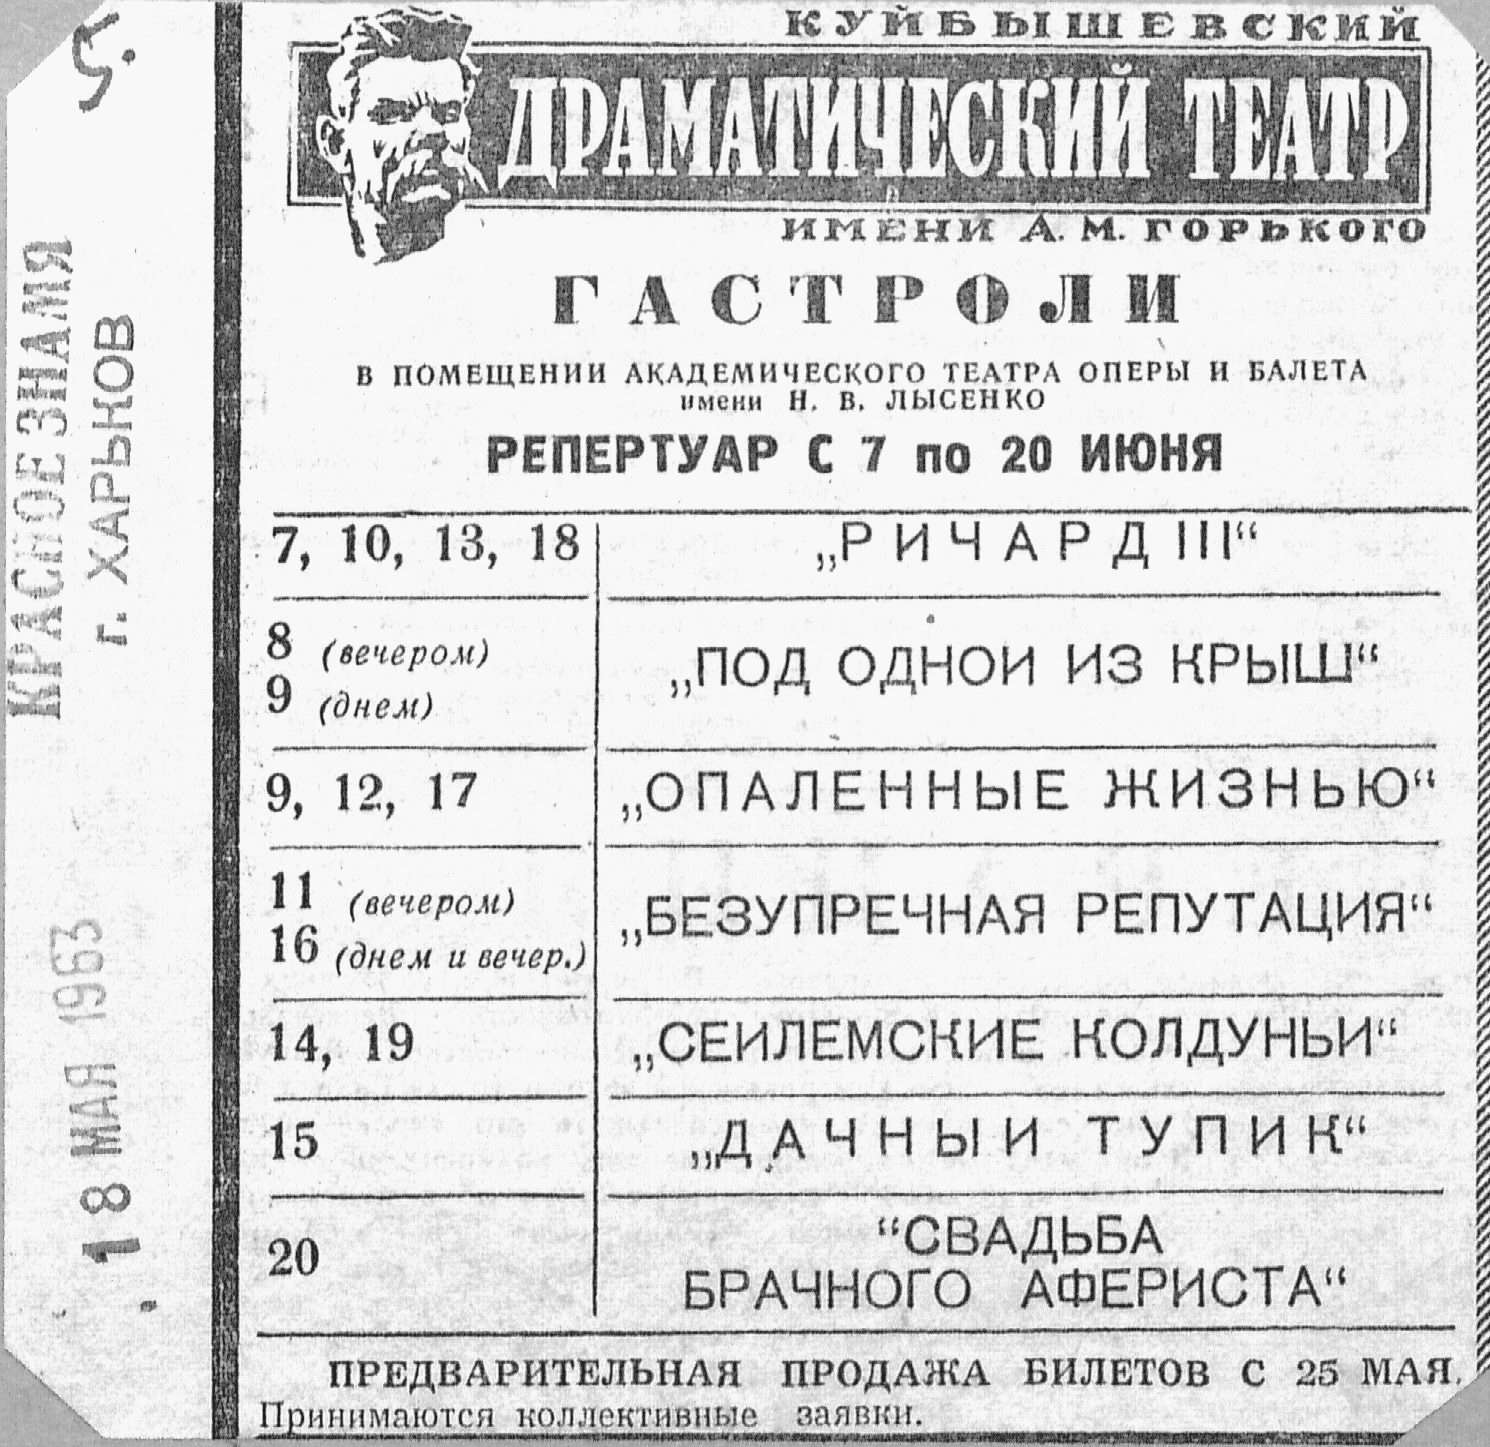 5.
КРАСНОЕ ЗНАМЯ
г. ХАРЬКОВ
18 МАЯ 1963
КУЙБЫШЕВСКИЙ
ДРАМАТИЧЕСКИЙ ТЕАТР
ИМЕНИ А. М. ГОРЬКОГО
ГАСТРОЛИ
В ПОМЕЩЕНИИ АКАДЕМИЧЕСКОГО ТЕАТРА ОПЕРЫ И БАЛЕТА
имени Н. В. ЛЫСЕНКО
РЕПЕРТУАР С 7 по 20 ИЮНЯ
7, 10, 13, 18 „РИЧАРД III“
8 (вечером)
9 (днем)
„ПОД ОДНОИ ИЗ КРЫШ“
9, 12, 17 „ОПАЛЕННЫЕ ЖИЗНЬЮ“
11 (вечером)
16 (днем и вечер.)
„БЕЗУПРЕЧНАЯ РЕПУТАЦИЯ“
14, 19 „СЕИЛЕМСКИЕ КОЛДУНЬИ“
15 „ДАЧНЫИ ТУПИК“
20 “СВАДЬБА
БРАЧНОГО АФЕРИСТА“
ПРЕДВАРИТЕЛЬНАЯ ПРОДАЖА БИЛЕТОВ С 25 МАЯ.
Принимаются коллективные заявки.